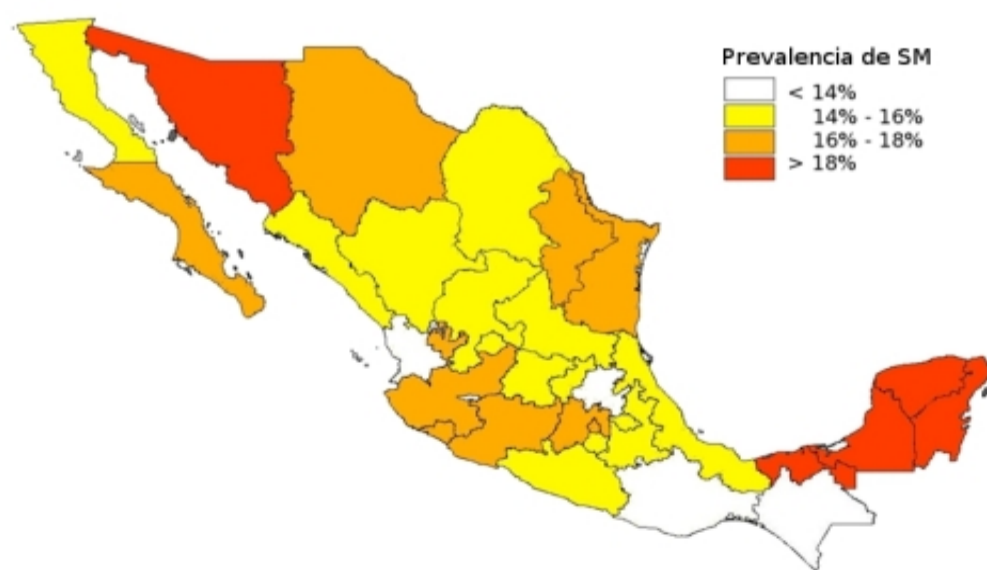 Prevalencia de SM
< 14%
14% - 16%
16% - 18%
> 18%